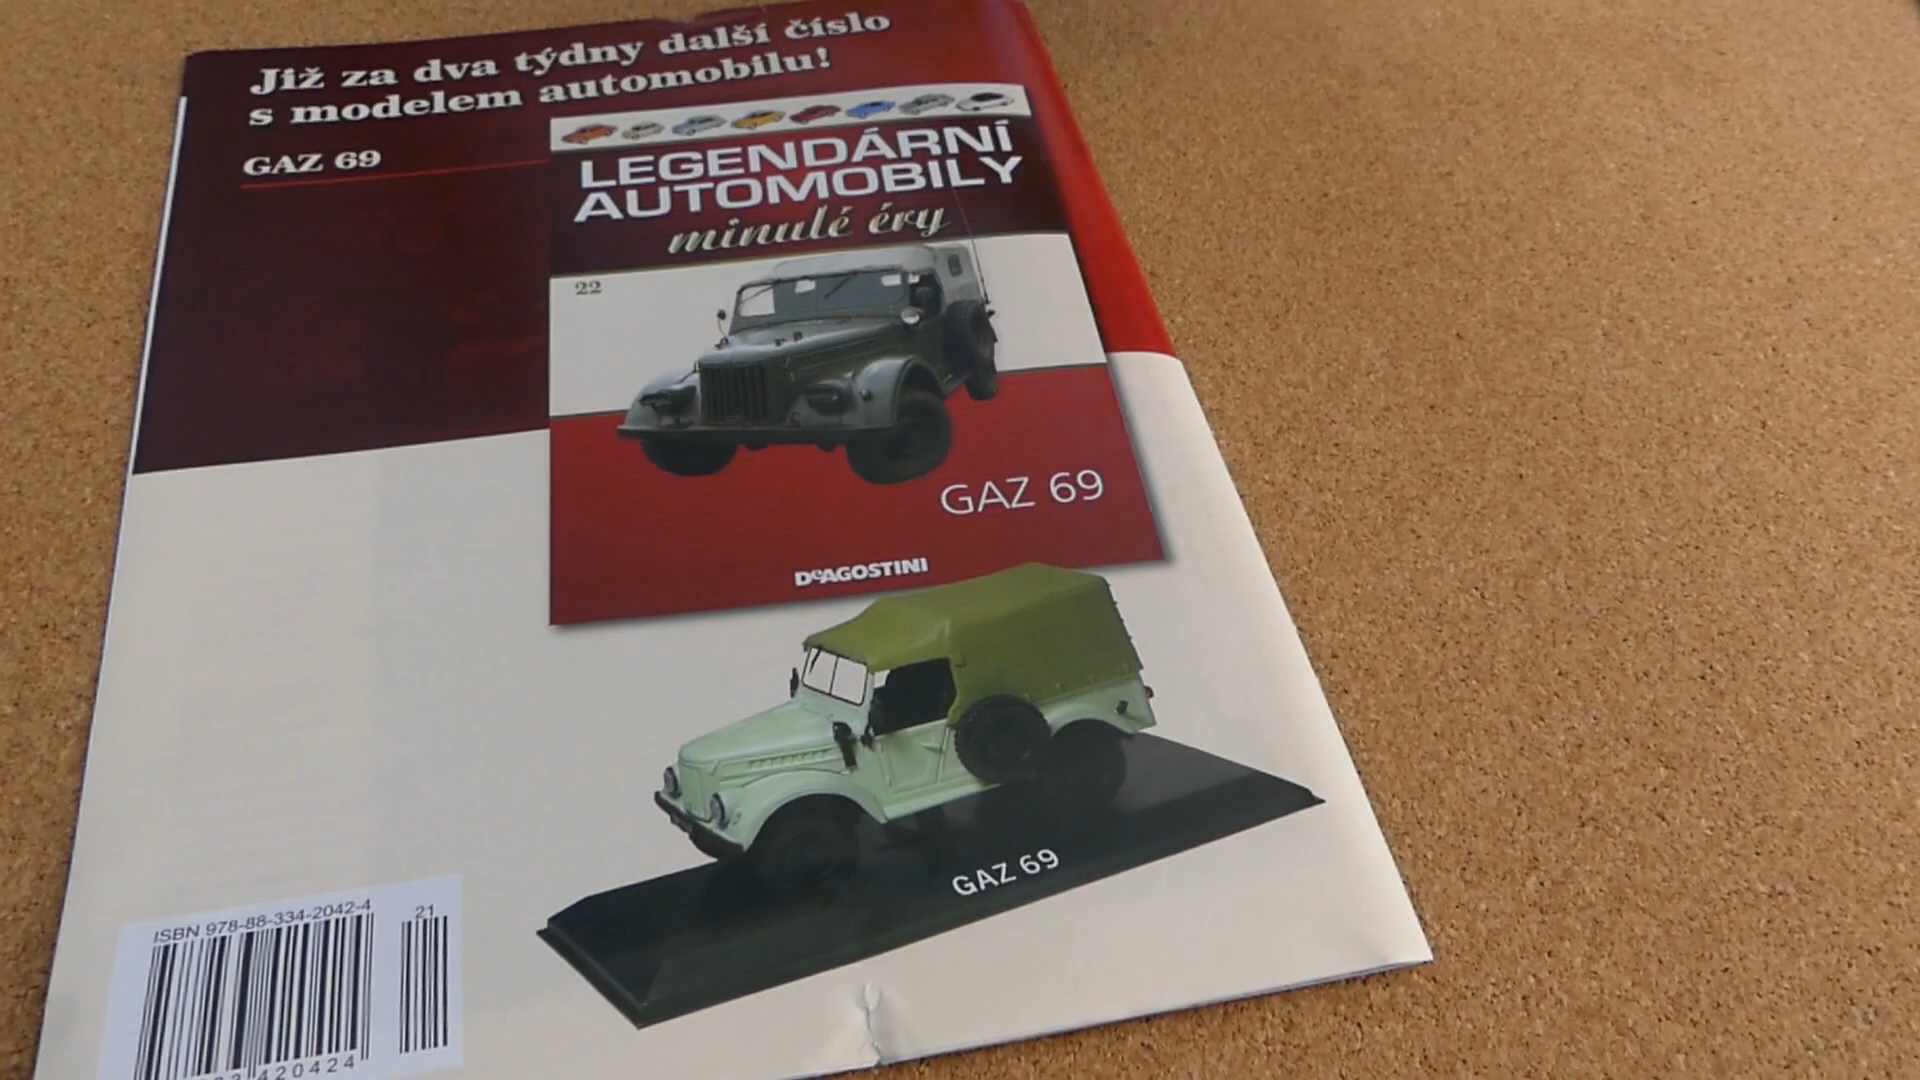 Již za dva týdny další číslo
s modelem automobilu!
GAZ 69
LEGENDÁRNÍ
AUTOMOBILY
minulé éry
22
GAZ 69
DeAGOSTINI
GAZ 69
ISBN 978-88-334-2042-4
21
420424